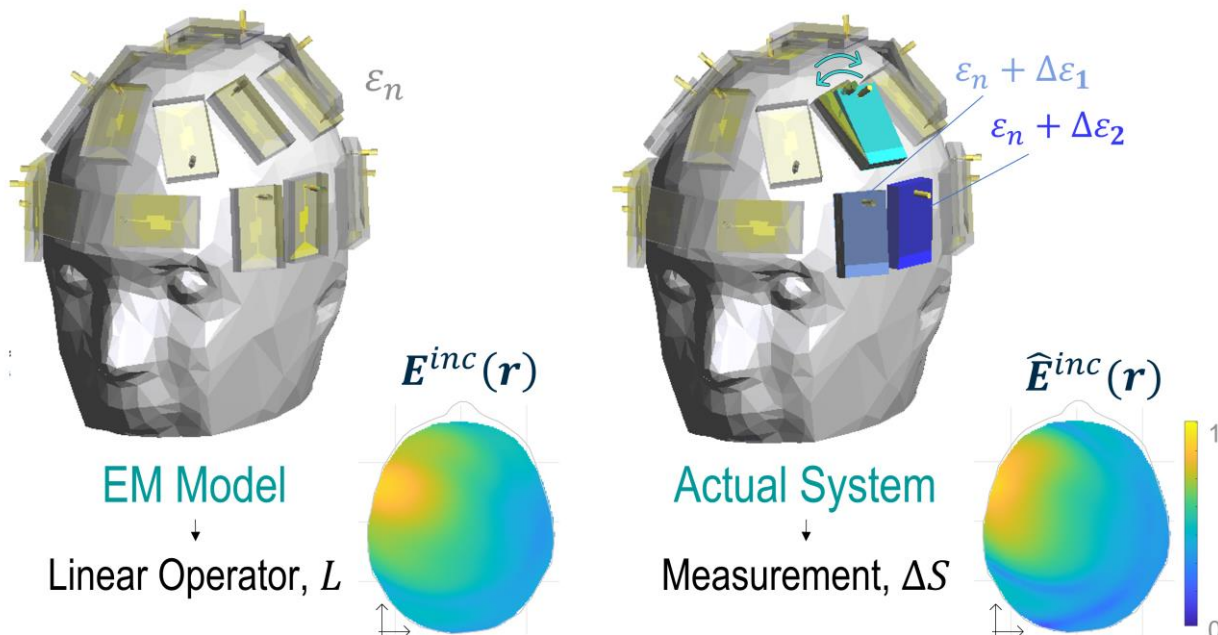 εₙ
εₙ + Δε₁
εₙ + Δε₂
𝑬ⁱⁿᶜ(𝒓)
𝑬̂ⁱⁿᶜ(𝒓)
1
0
EM Model
↓
Linear Operator, L
Actual System
↓
Measurement, ΔS